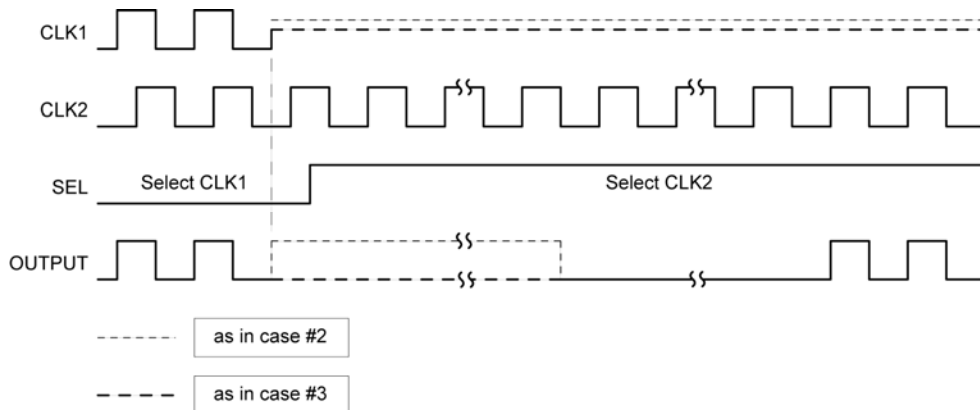 CLK1
CLK2
SEL
Select CLK1
Select CLK2
OUTPUT
as in case #2
as in case #3